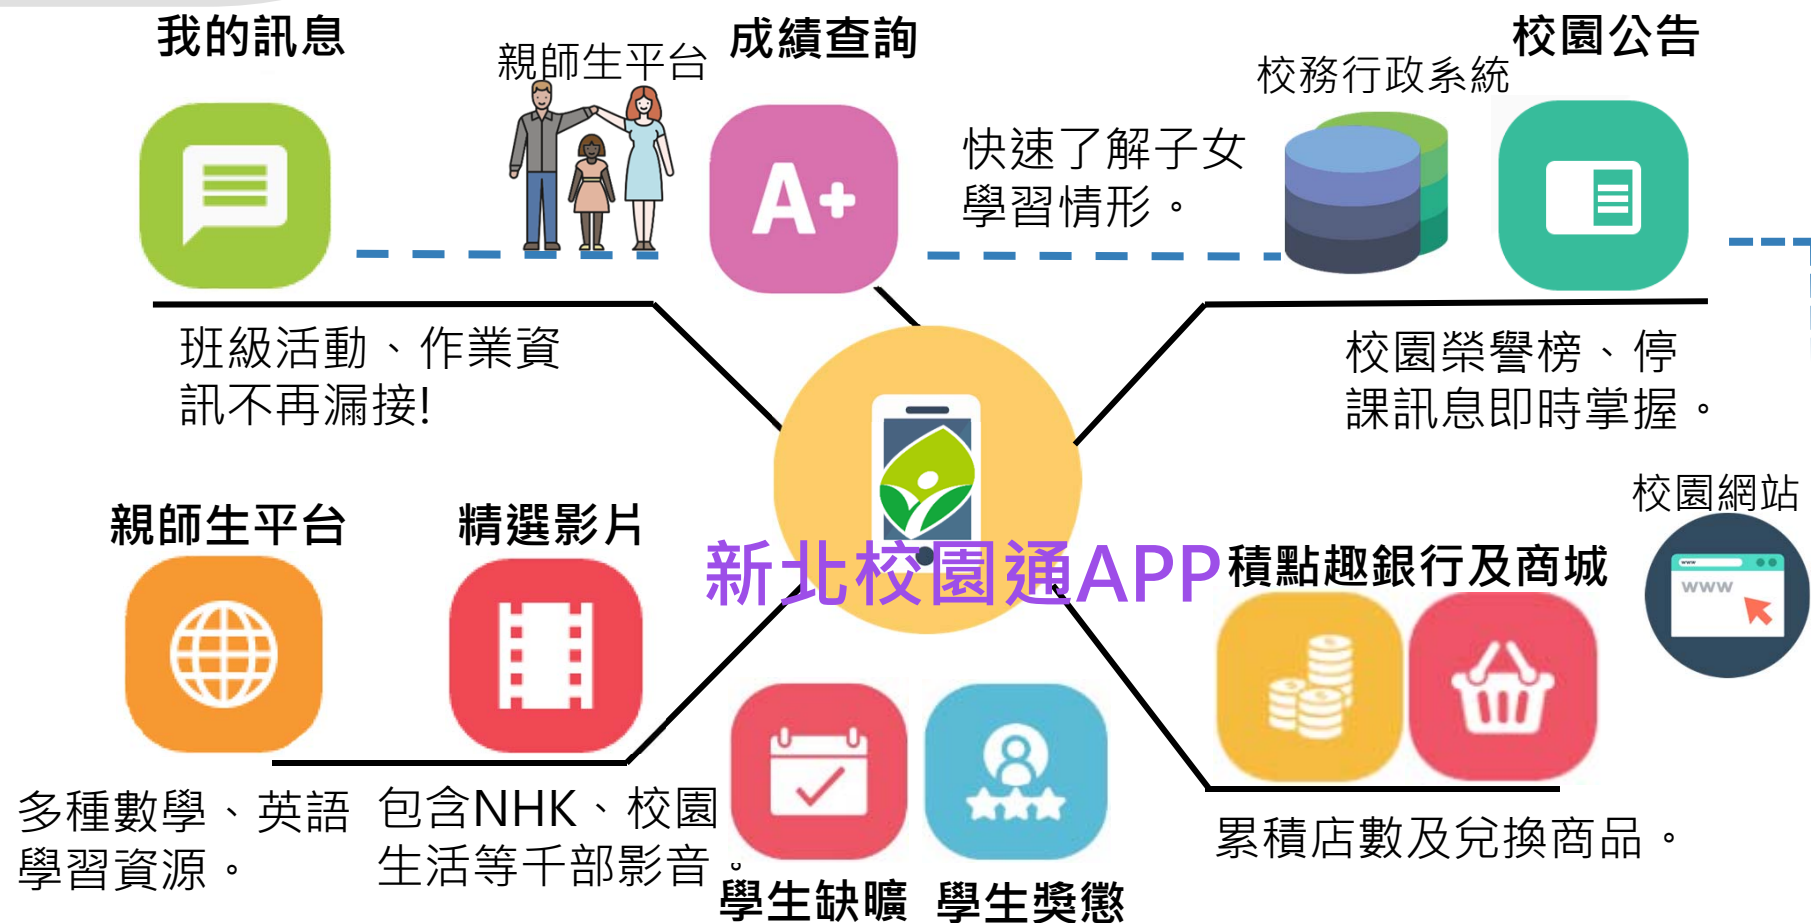 我的訊息
親師生平台
成績查詢
校務行政系統
校園公告
A+
快速了解子女
學習情形。
班級活動、作業資
訊不再漏接!
校園榮譽榜、停
課訊息即時掌握。
親師生平台
精選影片
新北校園通APP
積點趣銀行及商城
校園網站
www
www
多種數學、英語
學習資源。
包含NHK、校園
生活等千部影音。
學生缺曠
學生獎懲
累積店數及兌換商品。